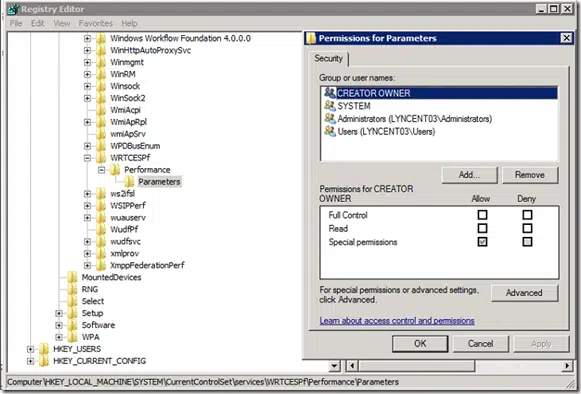 Registry Editor
File Edit View Favorites Help
Windows Workflow Foundation 4.0.0.0
WinHttpAutoProxySvc
Winmgmt
WinRM
Winsock
WinSock2
WmiAcpi
WmiApRpl
wmiApSrv
WPDBusEnum
WRTCESPf
Performance
Parameters
ws2ifsl
WSIPPerf
wuauserv
WudfPf
wudfsvc
xmlprov
XmppFederationPerf
MountedDevices
RNG
Select
Setup
Software
WPA
HKEY_USERS
HKEY_CURRENT_CONFIG
Computer\HKEY_LOCAL_MACHINE\SYSTEM\CurrentControlSet\services\WRTCESPf\Performance\Parameters
Permissions for Parameters
Security
Group or user names:
CREATOR OWNER
SYSTEM
Administrators (LYNCENT03\Administrators)
Users (LYNCENT03\Users)
Add...
Remove
Permissions for CREATOR
OWNER
Allow
Deny
Full Control
Read
Special permissions
For special permissions or advanced settings,
click Advanced.
Advanced
Learn about access control and permissions
OK
Cancel
Apply